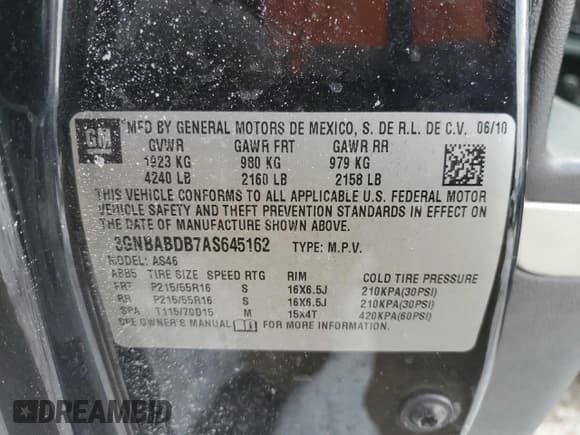 GM
MFD BY GENERAL MOTORS DE MEXICO, S. DE R.L. DE C.V. 06/10
GVWR GAWR FRT GAWR RR
1923 KG 980 KG 979 KG
4240 LB 2160 LB 2158 LB
THIS VEHICLE CONFORMS TO ALL APPLICABLE U.S. FEDERAL MOTOR
VEHICLE SAFETY AND THEFT PREVENTION STANDARDS IN EFFECT ON
THE DATE OF MANUFACTURE SHOWN ABOVE.
3GNBABDB7AS645162 TYPE: M.P.V.
MODEL: AS46
ABB5 TIRE SIZE SPEED RTG RIM COLD TIRE PRESSURE
FRT P215/55R16 S 16X6.5J 210KPA(30PSI)
RR P215/55R16 S 16X6.5J 210KPA(30PSI)
SPA T115/70D15 M 15x4T 420KPA(60PSI)
SEE OWNER'S MANUAL FOR MORE INFORMATION.
DREAMBID